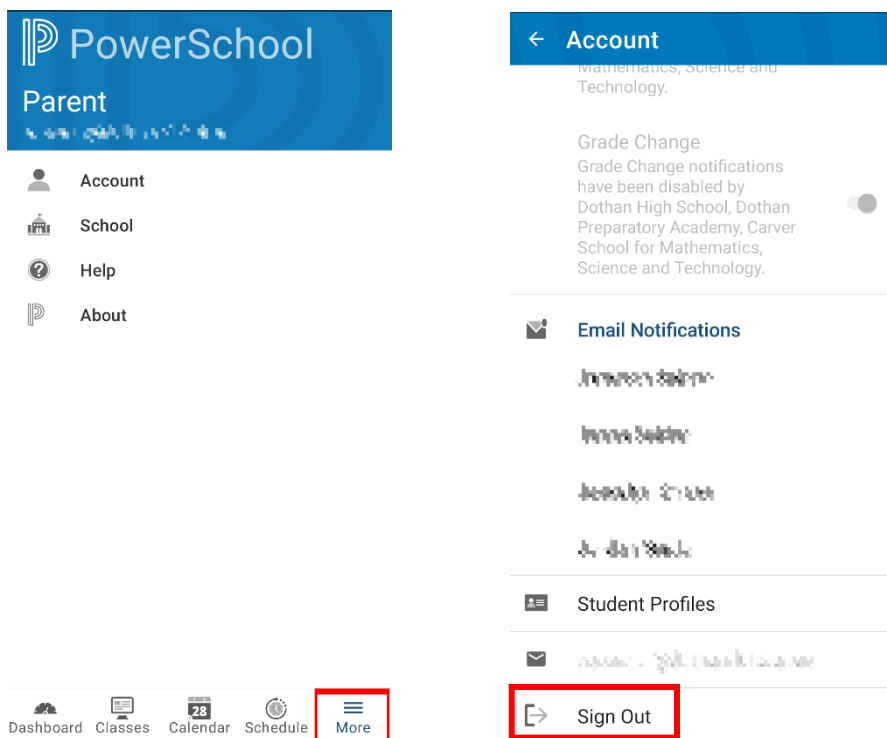 PowerSchool
Parent
Account
School
Help
About
28
Dashboard Classes Calendar Schedule More
Account
Mathematics, Science and
Technology.
Grade Change
Grade Change notifications
have been disabled by
Dothan High School, Dothan
Preparatory Academy, Carver
School for Mathematics,
Science and Technology.
Email Notifications
Student Profiles
Sign Out